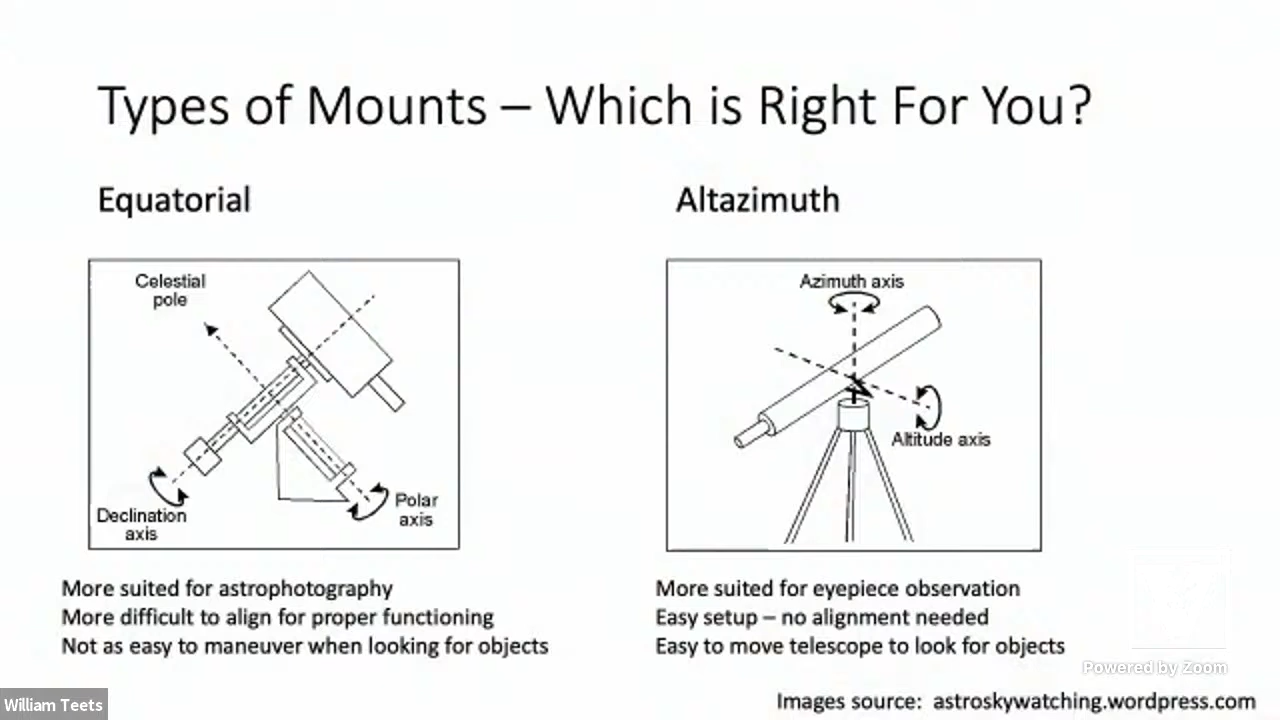 Types of Mounts – Which is Right For You?
Equatorial
Altazimuth
Celestial
pole
Declination
axis
Polar
axis
Azimuth axis
Altitude axis
More suited for astrophotography
More difficult to align for proper functioning
Not as easy to maneuver when looking for objects
More suited for eyepiece observation
Easy setup – no alignment needed
Easy to move telescope to look for objects
Powered by Zoom
Images source:  astroskywatching.wordpress.com
William Teets